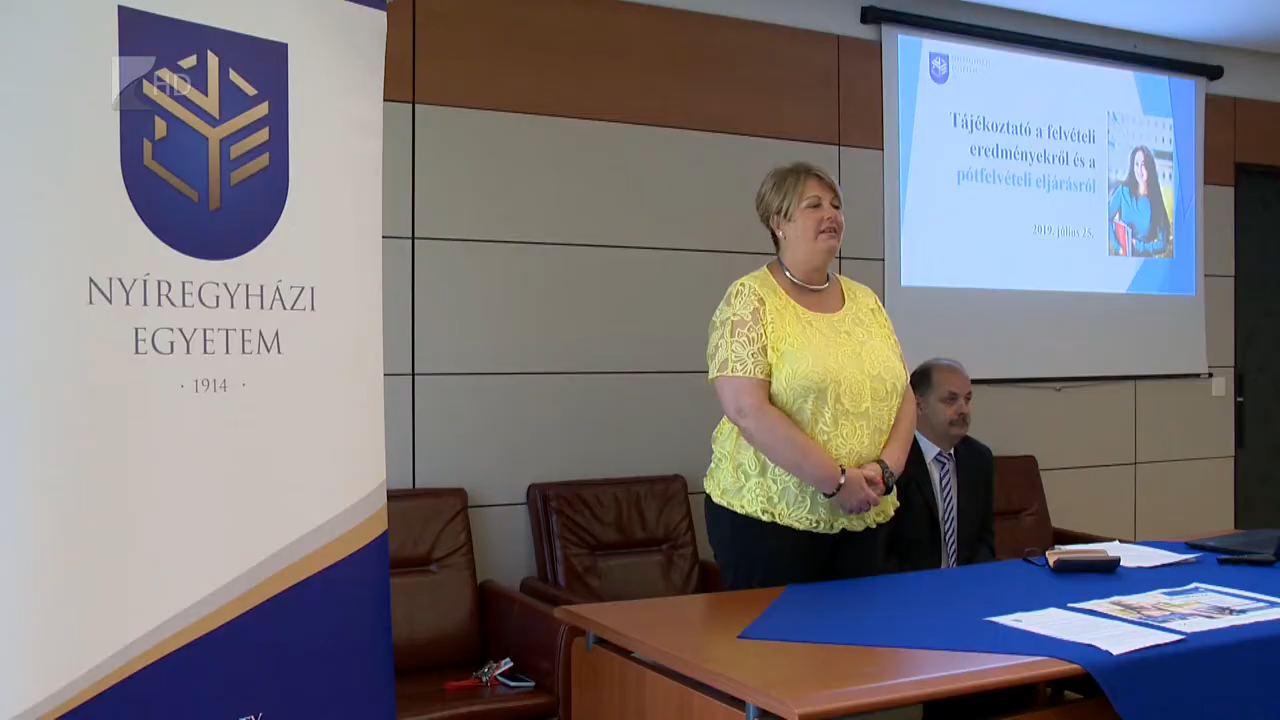 HD
NYÍREGYHÁZI
EGYETEM
· 1914 ·
Tájékoztató a felvételi
eredményekről és a
pótfelvételi eljárásról
2019. július 25.